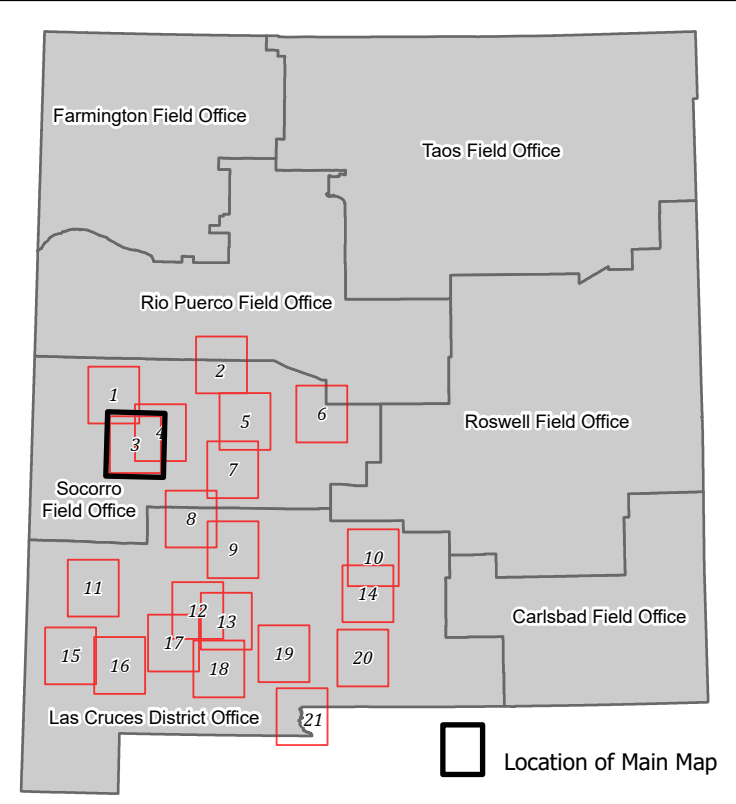 Farmington Field Office
Taos Field Office
Rio Puerco Field Office
2
1
6
5
Roswell Field Office
4
3
7
Socorro
Field Office
8
9
10
11
14
12
13
Carlsbad Field Office
17
15
19
20
16
18
Las Cruces District Office
21
Location of Main Map